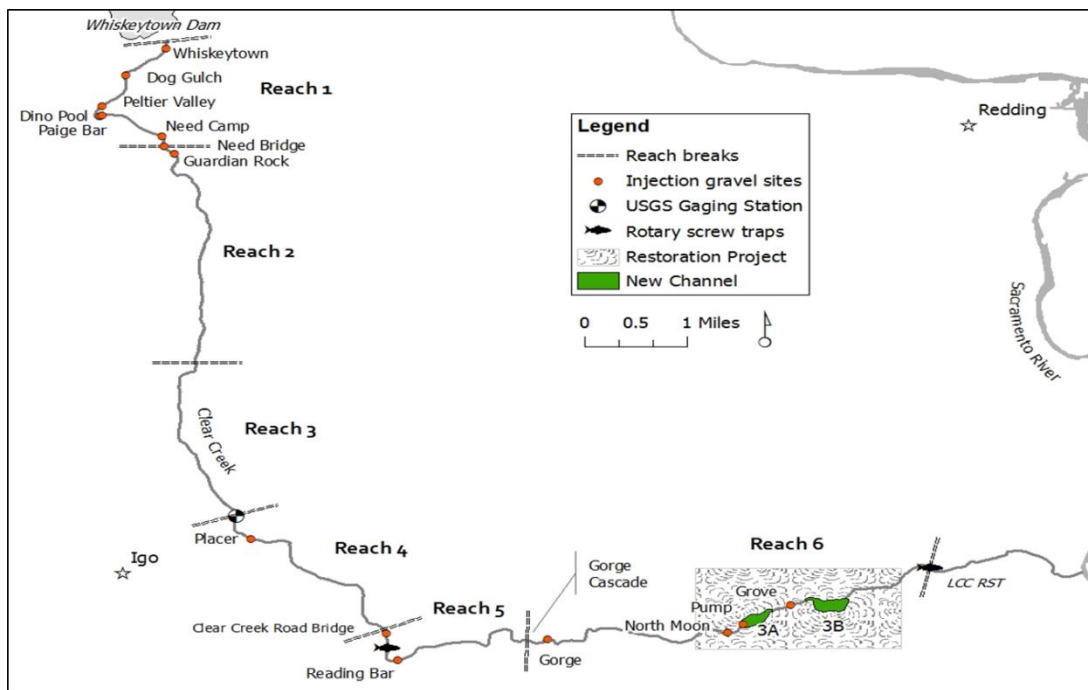 Whiskeytown Dam
Whiskeytown
Dog Gulch
Reach 1
Peltier Valley
Dino Pool
Paige Bar
Need Camp
Need Bridge
Guardian Rock
Redding
Legend
Reach breaks
Injection gravel sites
USGS Gaging Station
Rotary screw traps
Restoration Project
New Channel
0 0.5 1 Miles
Reach 2
Sacramento River
Reach 3
Clear Creek
Placer
Igo
Reach 4
Gorge
Cascade
Reach 6
Reach 5
Clear Creek Road Bridge
Reading Bar
Gorge
North Moon
Pump
Grove
3A
3B
LCC RST